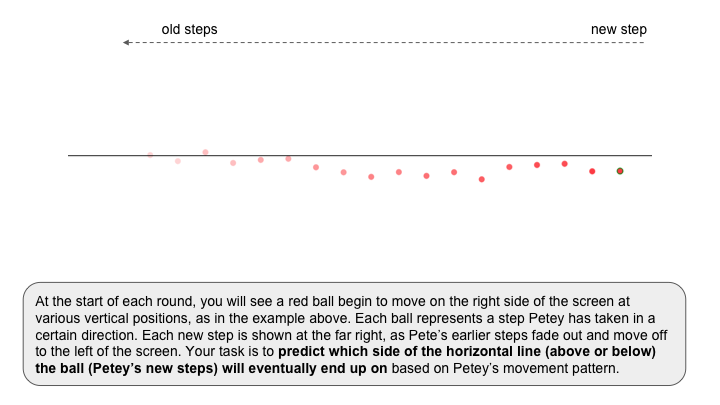 old steps
new step
At the start of each round, you will see a red ball begin to move on the right side of the screen at
various vertical positions, as in the example above. Each ball represents a step Petey has taken in a
certain direction. Each new step is shown at the far right, as Pete's earlier steps fade out and move off
to the left of the screen. Your task is to predict which side of the horizontal line (above or below)
the ball (Petey's new steps) will eventually end up on based on Petey's movement pattern.